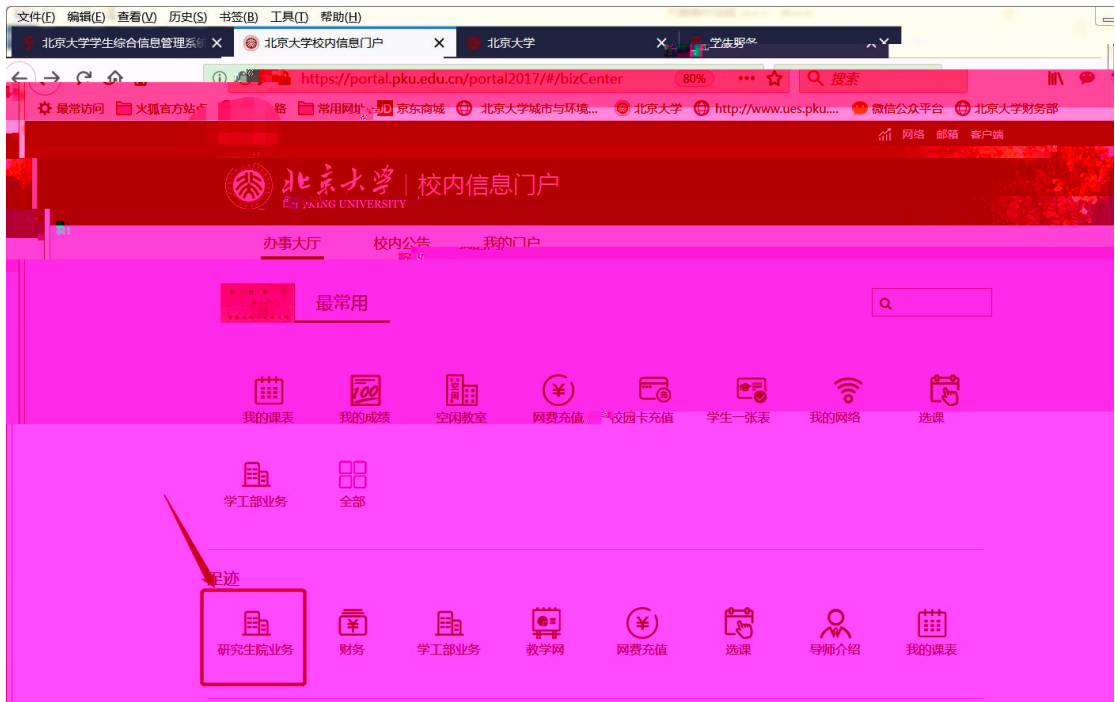 文件(F) 编辑(E) 查看(V) 历史(S) 书签(B) 工具(T) 帮助(H)
北京大学学生综合信息管理系统 北京大学校内信息门户 北京大学
https://portal.pku.edu.cn/portal2017/#/bizCenter 80% 搜索
最常访问 火狐官方站点 常用网址 JD 京东商城 北京大学城市与环境... 北京大学 http://www.ues.pku.... 微信公众平台 北京大学财务部
网络 邮箱 客户端
北京大学 校内信息门户
PEKING UNIVERSITY
办事大厅 校内公告 我的门户
最常用
我的课表 我的成绩 空闲教室 网费充值 校园卡充值 学生一张表 我的网络 选课
学工部业务 全部
足迹
研究生院业务 财务 学工部业务 教学网 网费充值 选课 导师介绍 我的课表